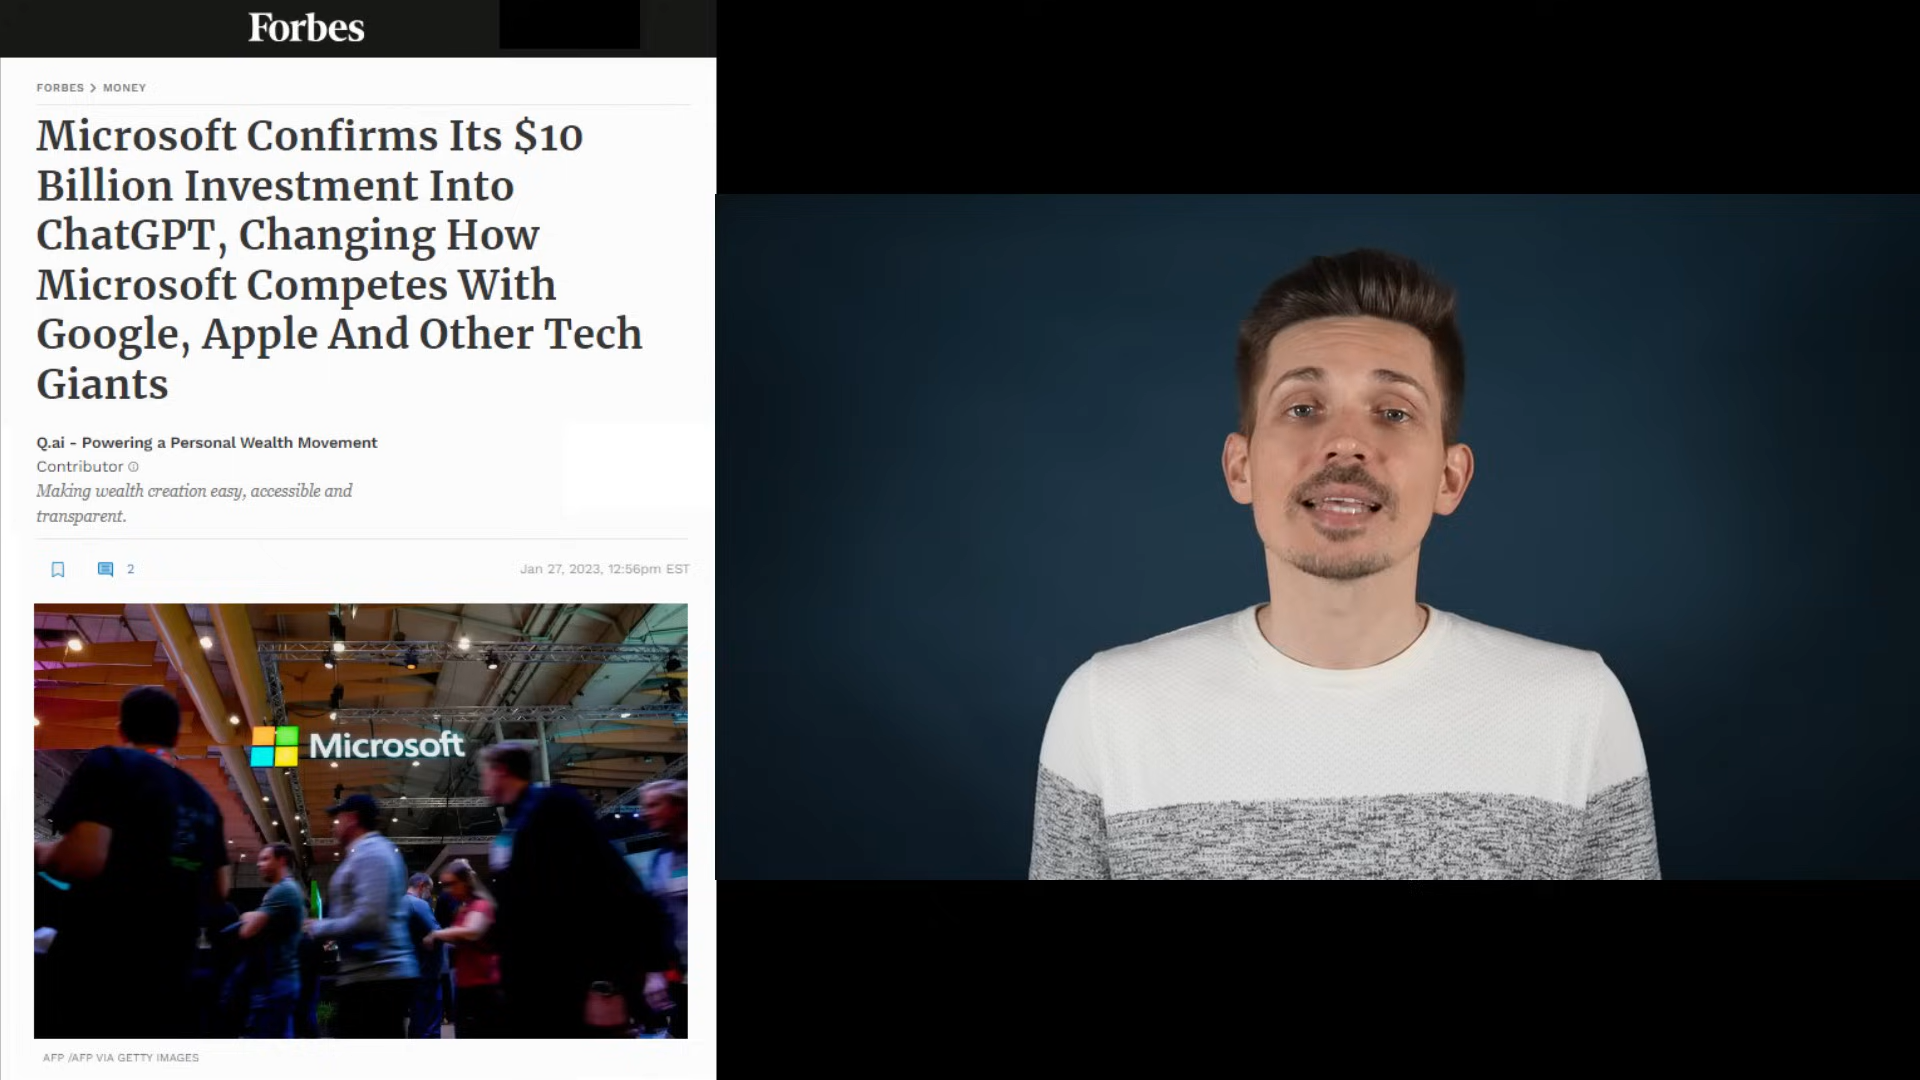 Forbes
FORBES > MONEY
Microsoft Confirms Its $10
Billion Investment Into
ChatGPT, Changing How
Microsoft Competes With
Google, Apple And Other Tech
Giants
Q.ai - Powering a Personal Wealth Movement
Contributor
Making wealth creation easy, accessible and
transparent.
2
Jan 27, 2023, 12:56pm EST
Microsoft
AFP /AFP VIA GETTY IMAGES